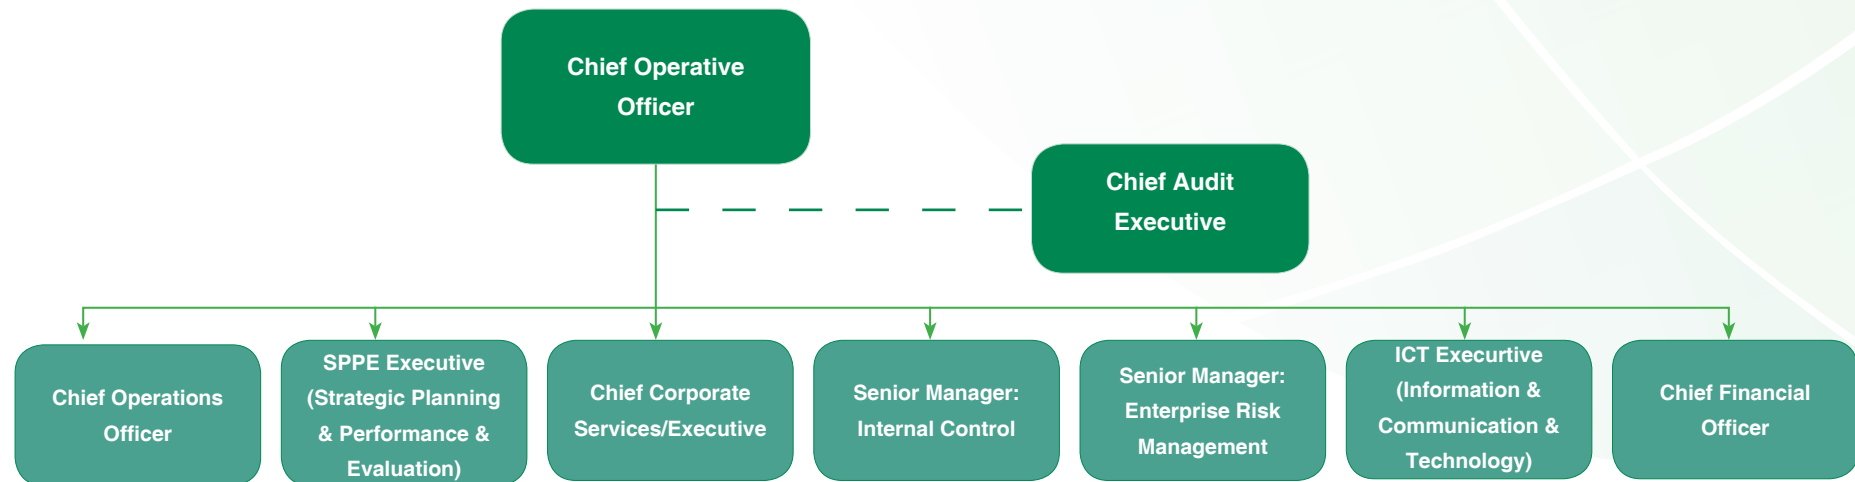 Chief Operative
Officer
Chief Audit
Executive
Chief Operations
Officer
SPPE Executive
(Strategic Planning
& Performance &
Evaluation)
Chief Corporate
Services/Executive
Senior Manager:
Internal Control
Senior Manager:
Enterprise Risk
Management
ICT Execurtive
(Information &
Communication &
Technology)
Chief Financial
Officer